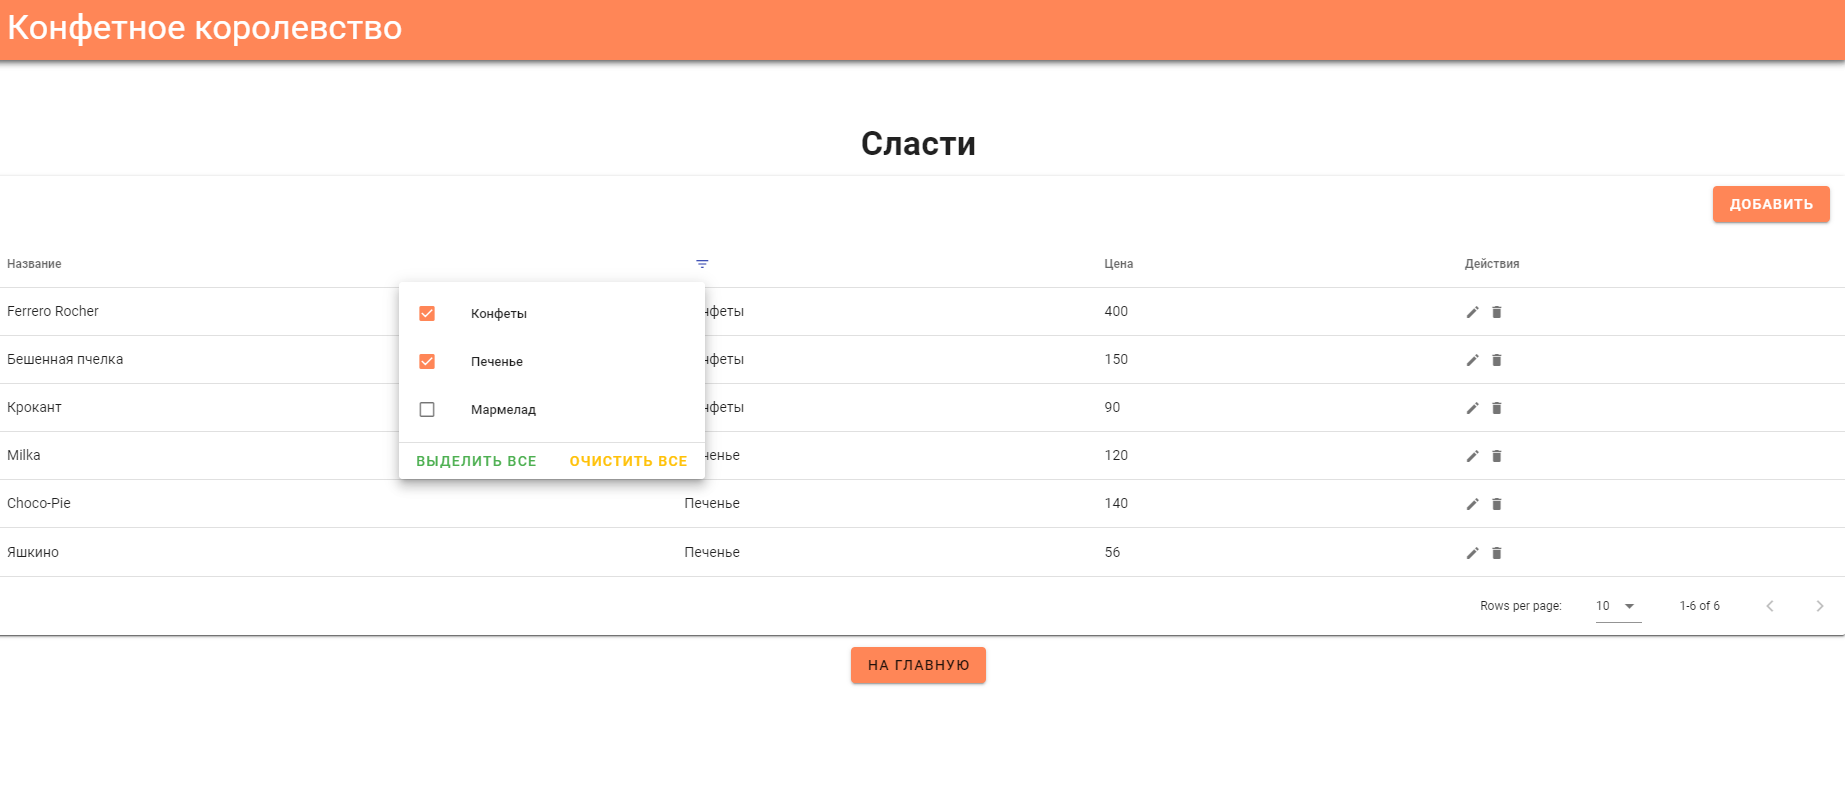 Конфетное королевство
Сласти
ДОБАВИТЬ
Название Цена Действия
Ferrero Rocher нфеты 400
Конфеты
Бешенная пчелка нфеты 150
Печенье
Крокант нфеты 90
Мармелад
Milka ченье 120
ВЫДЕЛИТЬ ВСЕ ОЧИСТИТЬ ВСЕ
Choco-Pie Печенье 140
Яшкино Печенье 56
Rows per page: 10 1-6 of 6
НА ГЛАВНУЮ